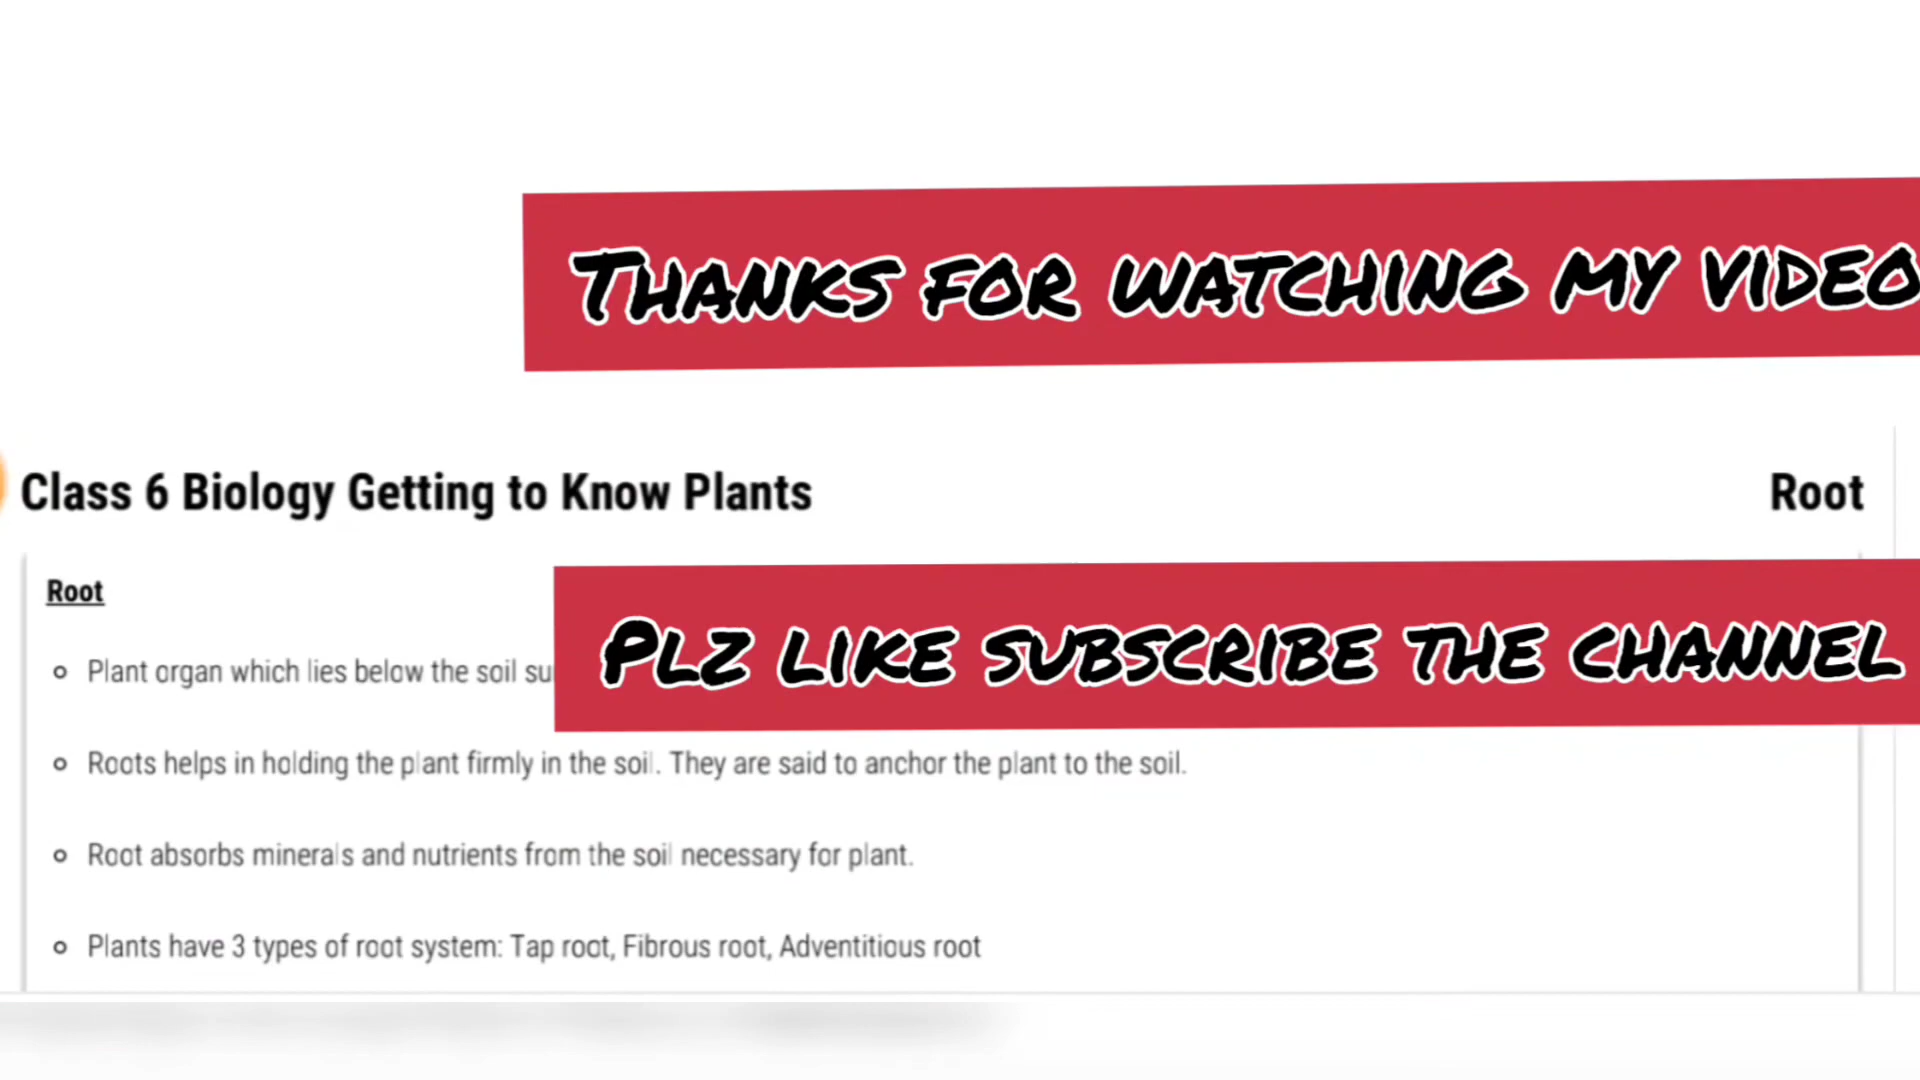 Thanks for watching my video
Class 6 Biology Getting to Know Plants
Root
Root
Plant organ which lies below the soil
Plz like subscribe the channel
Roots helps in holding the plant firmly in the soil. They are said to anchor the plant to the soil.
Root absorbs minerals and nutrients from the soil necessary for plant.
Plants have 3 types of root system: Tap root, Fibrous root, Adventitious root